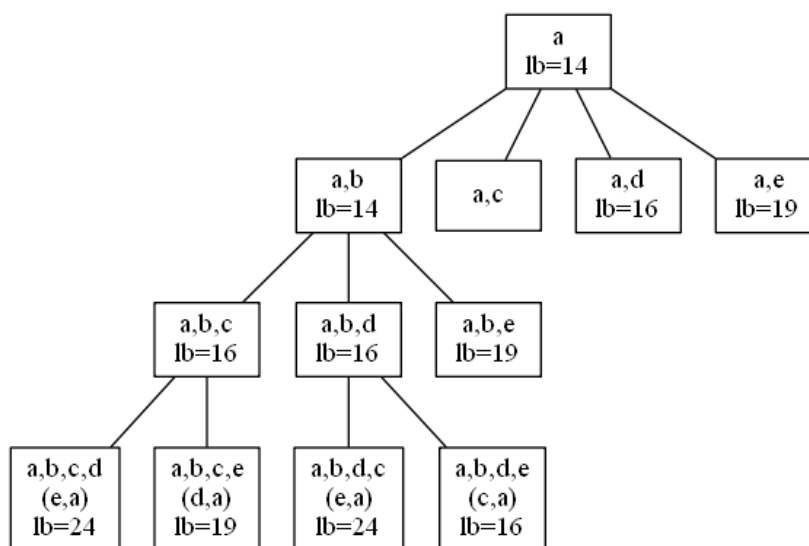 a
lb=14
a,b
lb=14
a,c
a,d
lb=16
a,e
lb=19
a,b,c
lb=16
a,b,d
lb=16
a,b,e
lb=19
a,b,c,d
(e,a)
lb=24
a,b,c,e
(d,a)
lb=19
a,b,d,c
(e,a)
lb=24
a,b,d,e
(c,a)
lb=16